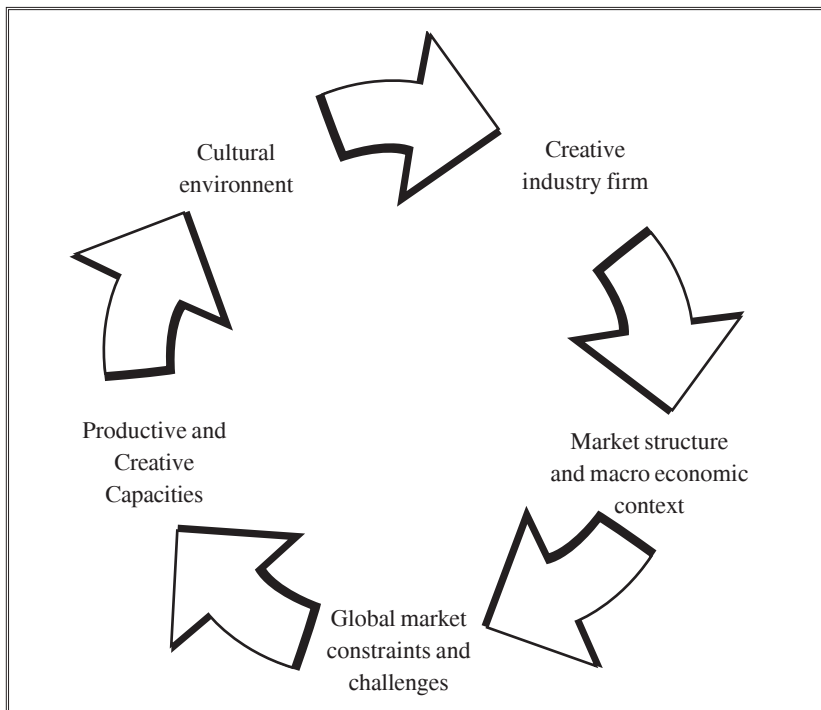 Cultural
environnent
Creative
industry firm
Market structure
and macro economic
context
Global market
constraints and
challenges
Productive and
Creative
Capacities